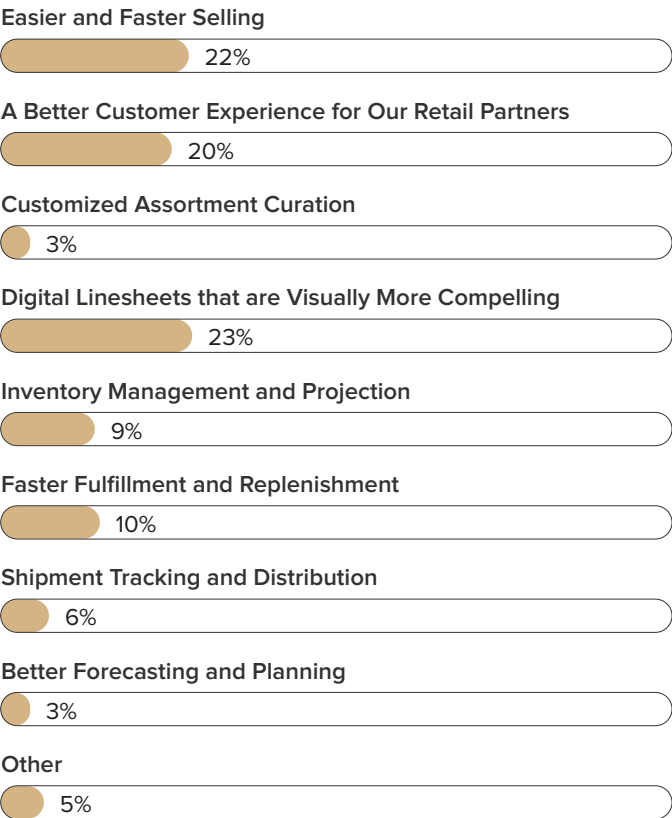 Easier and Faster Selling
22%
A Better Customer Experience for Our Retail Partners
20%
Customized Assortment Curation
3%
Digital Linesheets that are Visually More Compelling
23%
Inventory Management and Projection
9%
Faster Fulfillment and Replenishment
10%
Shipment Tracking and Distribution
6%
Better Forecasting and Planning
3%
Other
5%